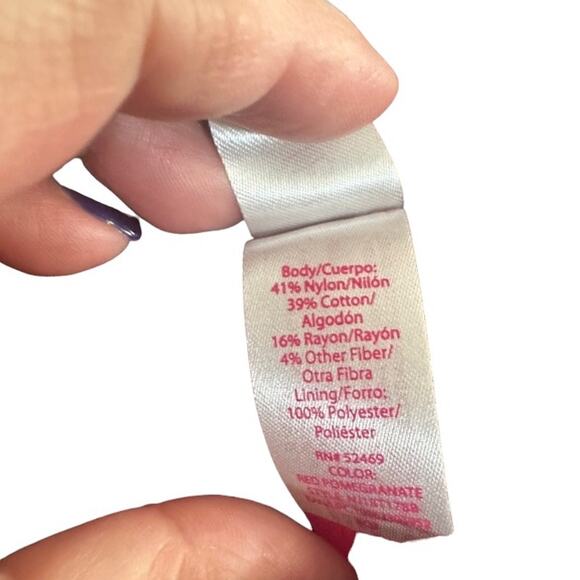 Body/Cuerpo:
41% Nylon/Nilón
39% Cotton/
Algodón
16% Rayon/Rayón
4% Other Fiber/
Otra Fibra
Lining/Forro:
100% Polyester/
Poliéster
RN# 52469
COLOR:
RED POMEGRANATE